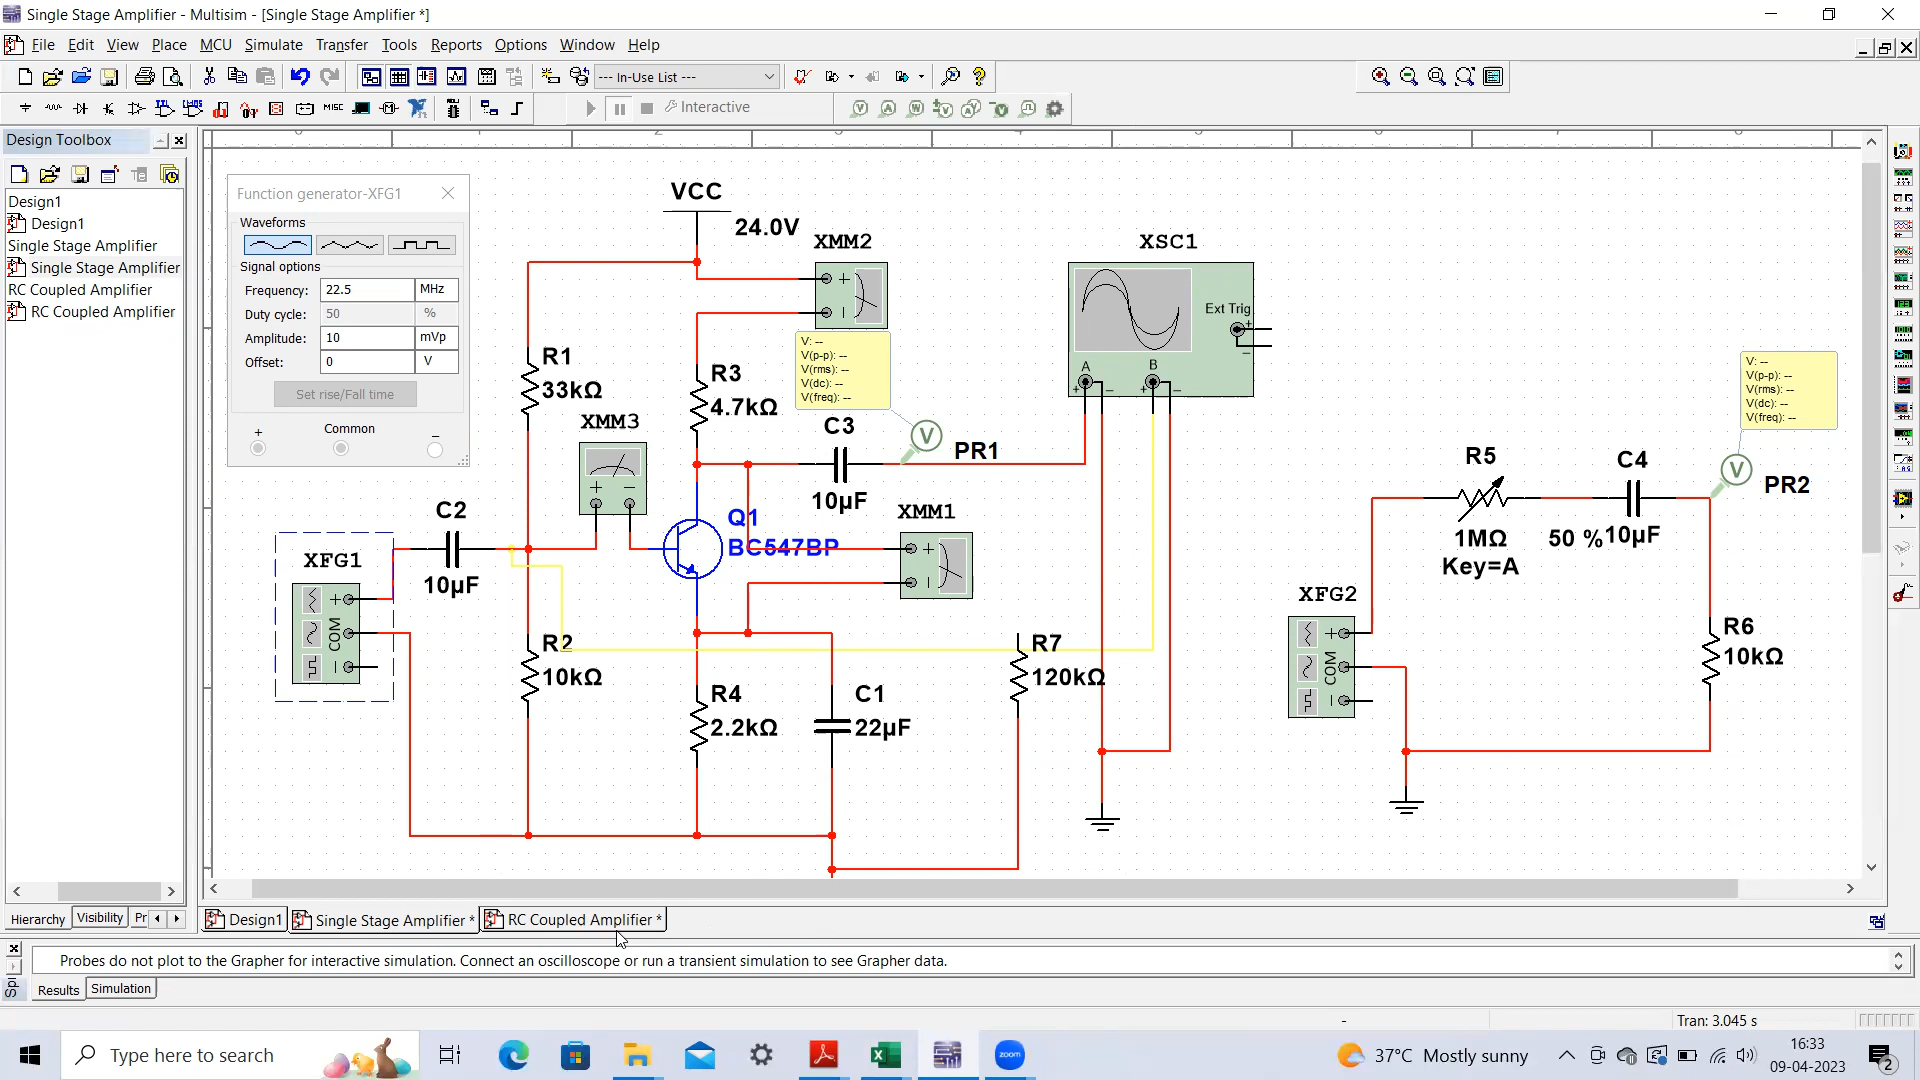 Single Stage Amplifier - Multisim - [Single Stage Amplifier *]
File Edit View Place MCU Simulate Transfer Tools Reports Options Window Help
--- In-Use List ---
MISC
Interactive
Design Toolbox
Design1
Design1
Single Stage Amplifier
Single Stage Amplifier
RC Coupled Amplifier
RC Coupled Amplifier
Function generator-XFG1
Waveforms
Signal options
Frequency: 22.5 MHz
Duty cycle: 50 %
Amplitude: 10 mVp
Offset: 0 V
Set rise/Fall time
+ Common −
VCC
24.0V
XMM2
XSC1
Ext Trig
A B
R1
33kΩ
R3
4.7kΩ
V: --
V(p-p): --
V(rms): --
V(dc): --
V(freq): --
XMM3
C3
10µF
V
PR1
C2
10µF
Q1
BC547BP
XMM1
XFG1
COM
R2
10kΩ
R4
2.2kΩ
C1
22µF
R7
120kΩ
V: --
V(p-p): --
V(rms): --
V(dc): --
V(freq): --
R5
1MΩ
Key=A
50 %
C4
10µF
V
PR2
XFG2
COM
R6
10kΩ
Hierarchy Visibility Pr
Design1 Single Stage Amplifier * RC Coupled Amplifier *
Probes do not plot to the Grapher for interactive simulation. Connect an oscilloscope or run a transient simulation to see Grapher data.
Results Simulation
- Tran: 3.045 s
Type here to search
zoom
37°C Mostly sunny
16:33
09-04-2023
2